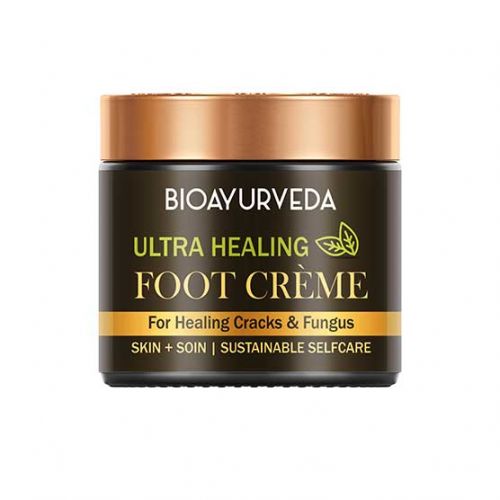 BIOAYURVEDA
ULTRA HEALING
FOOT CRÈME
For Healing Cracks & Fungus
SKIN + SOIN | SUSTAINABLE SELFCARE